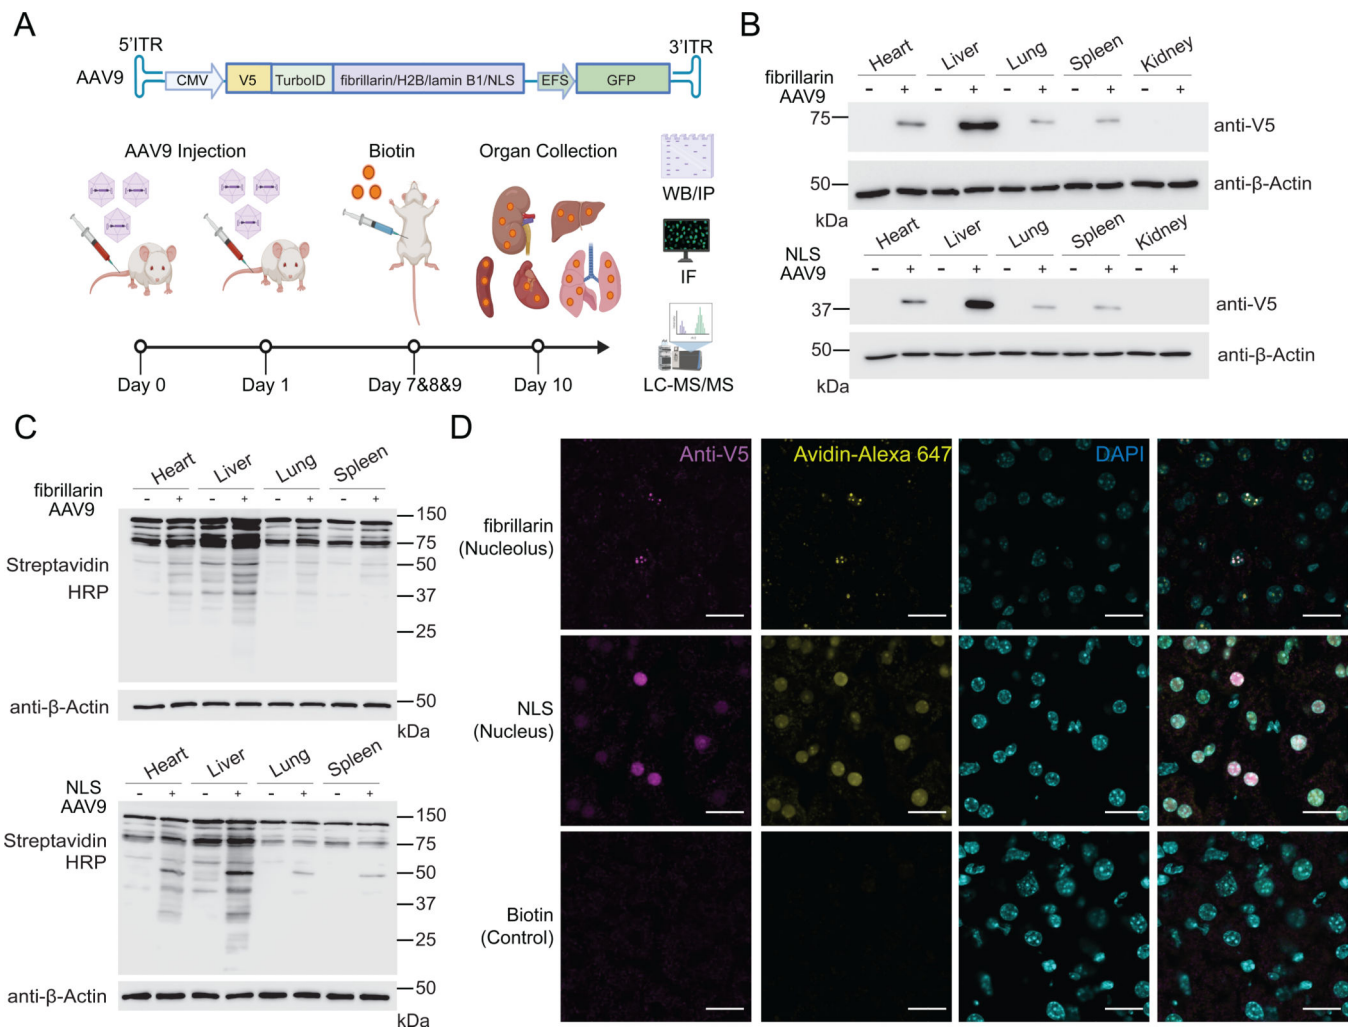 A
5'ITR
3'ITR
AAV9
CMV
V5
TurboID
fibrillarin/H2B/lamin B1/NLS
EFS
GFP
AAV9 Injection
Biotin
Organ Collection
WB/IP
IF
LC-MS/MS
Day 0
Day 1
Day 7&8&9
Day 10
B
Heart
Liver
Lung
Spleen
Kidney
fibrillarin
AAV9
- + - + - + - + - +
75
anti-V5
50
anti-β-Actin
kDa
Heart
Liver
Lung
Spleen
Kidney
NLS
AAV9
- + - + - + - + - +
37
anti-V5
50
anti-β-Actin
kDa
C
Heart
Liver
Lung
Spleen
fibrillarin
AAV9
- + - + - + - +
150
75
Streptavidin
HRP
50
37
25
anti-β-Actin
50
kDa
Heart
Liver
Lung
Spleen
NLS
AAV9
- + - + - + - +
150
Streptavidin
HRP
75
50
37
25
anti-β-Actin
50
kDa
D
Anti-V5
Avidin-Alexa 647
DAPI
fibrillarin
(Nucleolus)
NLS
(Nucleus)
Biotin
(Control)